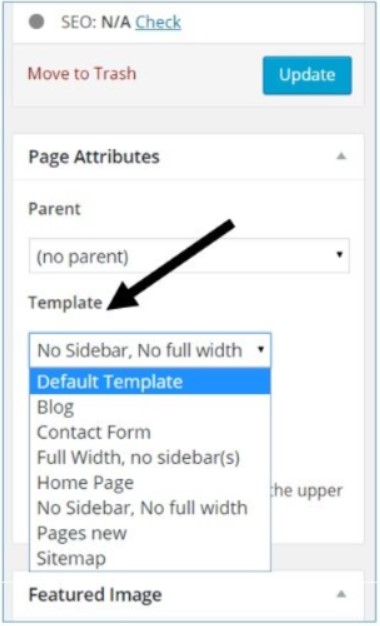 SEO: N/A Check
Move to Trash
Update
Page Attributes
Parent
(no parent)
Template
No Sidebar, No full width
Default Template
Blog
Contact Form
Full Width, no sidebar(s)
Home Page
the upper
No Sidebar, No full width
Pages new
Sitemap
Featured Image